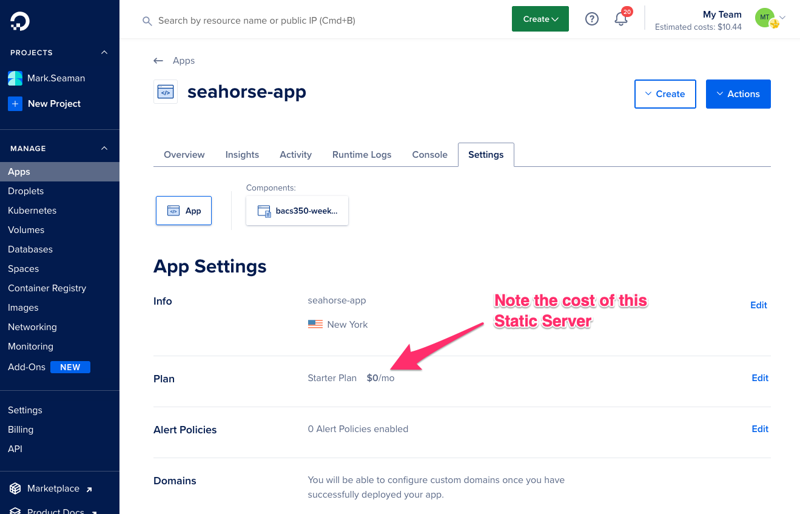 Search by resource name or public IP (Cmd+B)
Create
?
20
My Team
Estimated costs: $10.44
MT
PROJECTS
Mark.Seaman
+ New Project
MANAGE
Apps
Droplets
Kubernetes
Volumes
Databases
Spaces
Container Registry
Images
Networking
Monitoring
Add-Ons NEW
Settings
Billing
API
Marketplace
Product Docs
← Apps
seahorse-app
Create
Actions
Overview Insights Activity Runtime Logs Console Settings
Components:
App
bacs350-week...
App Settings
Info
seahorse-app
New York
Edit
Note the cost of this
Static Server
Plan
Starter Plan $0/mo
Edit
Alert Policies
0 Alert Policies enabled
Edit
Domains
You will be able to configure custom domains once you have
successfully deployed your app.